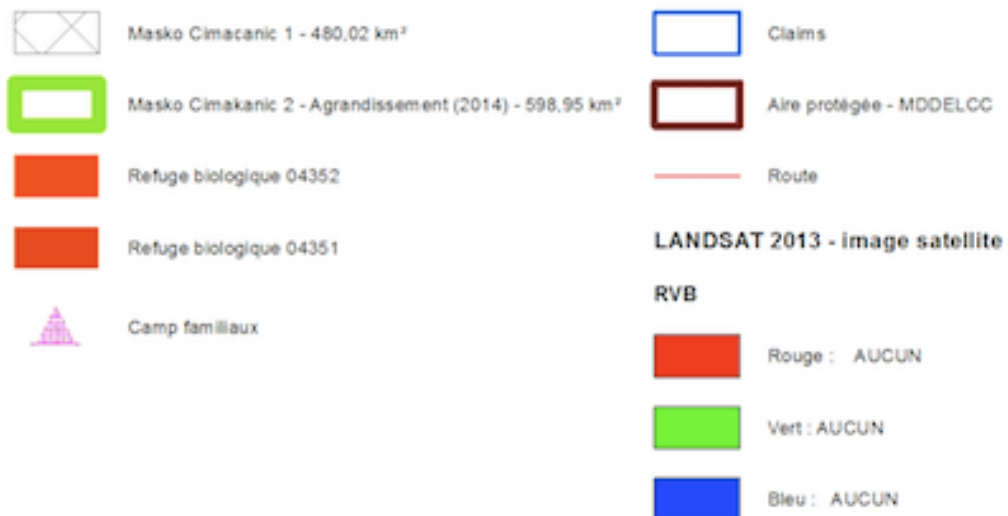 Masko Cimacanic 1 - 480,02 km²
Masko Cimakanic 2 - Agrandissement (2014) - 598,95 km²
Refuge biologique 04352
Refuge biologique 04351
Camp familiaux
Claims
Aire protégée - MDDELCC
Route
LANDSAT 2013 - image satellite
RVB
Rouge : AUCUN
Vert : AUCUN
Bleu : AUCUN